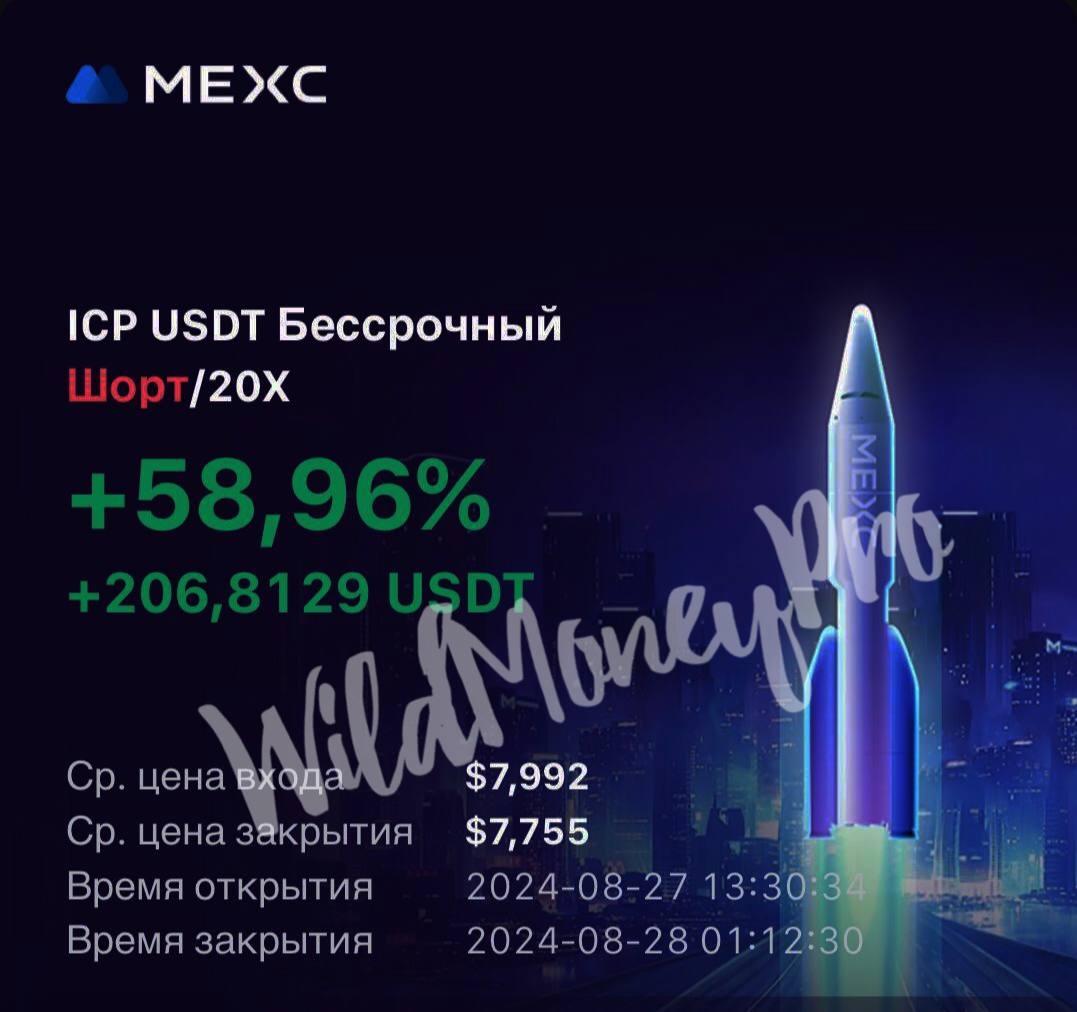 MEXC
ICP USDT Бессрочный
Шорт/20X
+58,96%
+206,8129 USDT
MEXC
WildMoneyPro
Ср. цена входа $7,992
Ср. цена закрытия $7,755
Время открытия 2024-08-27 13:30:34
Время закрытия 2024-08-28 01:12:30